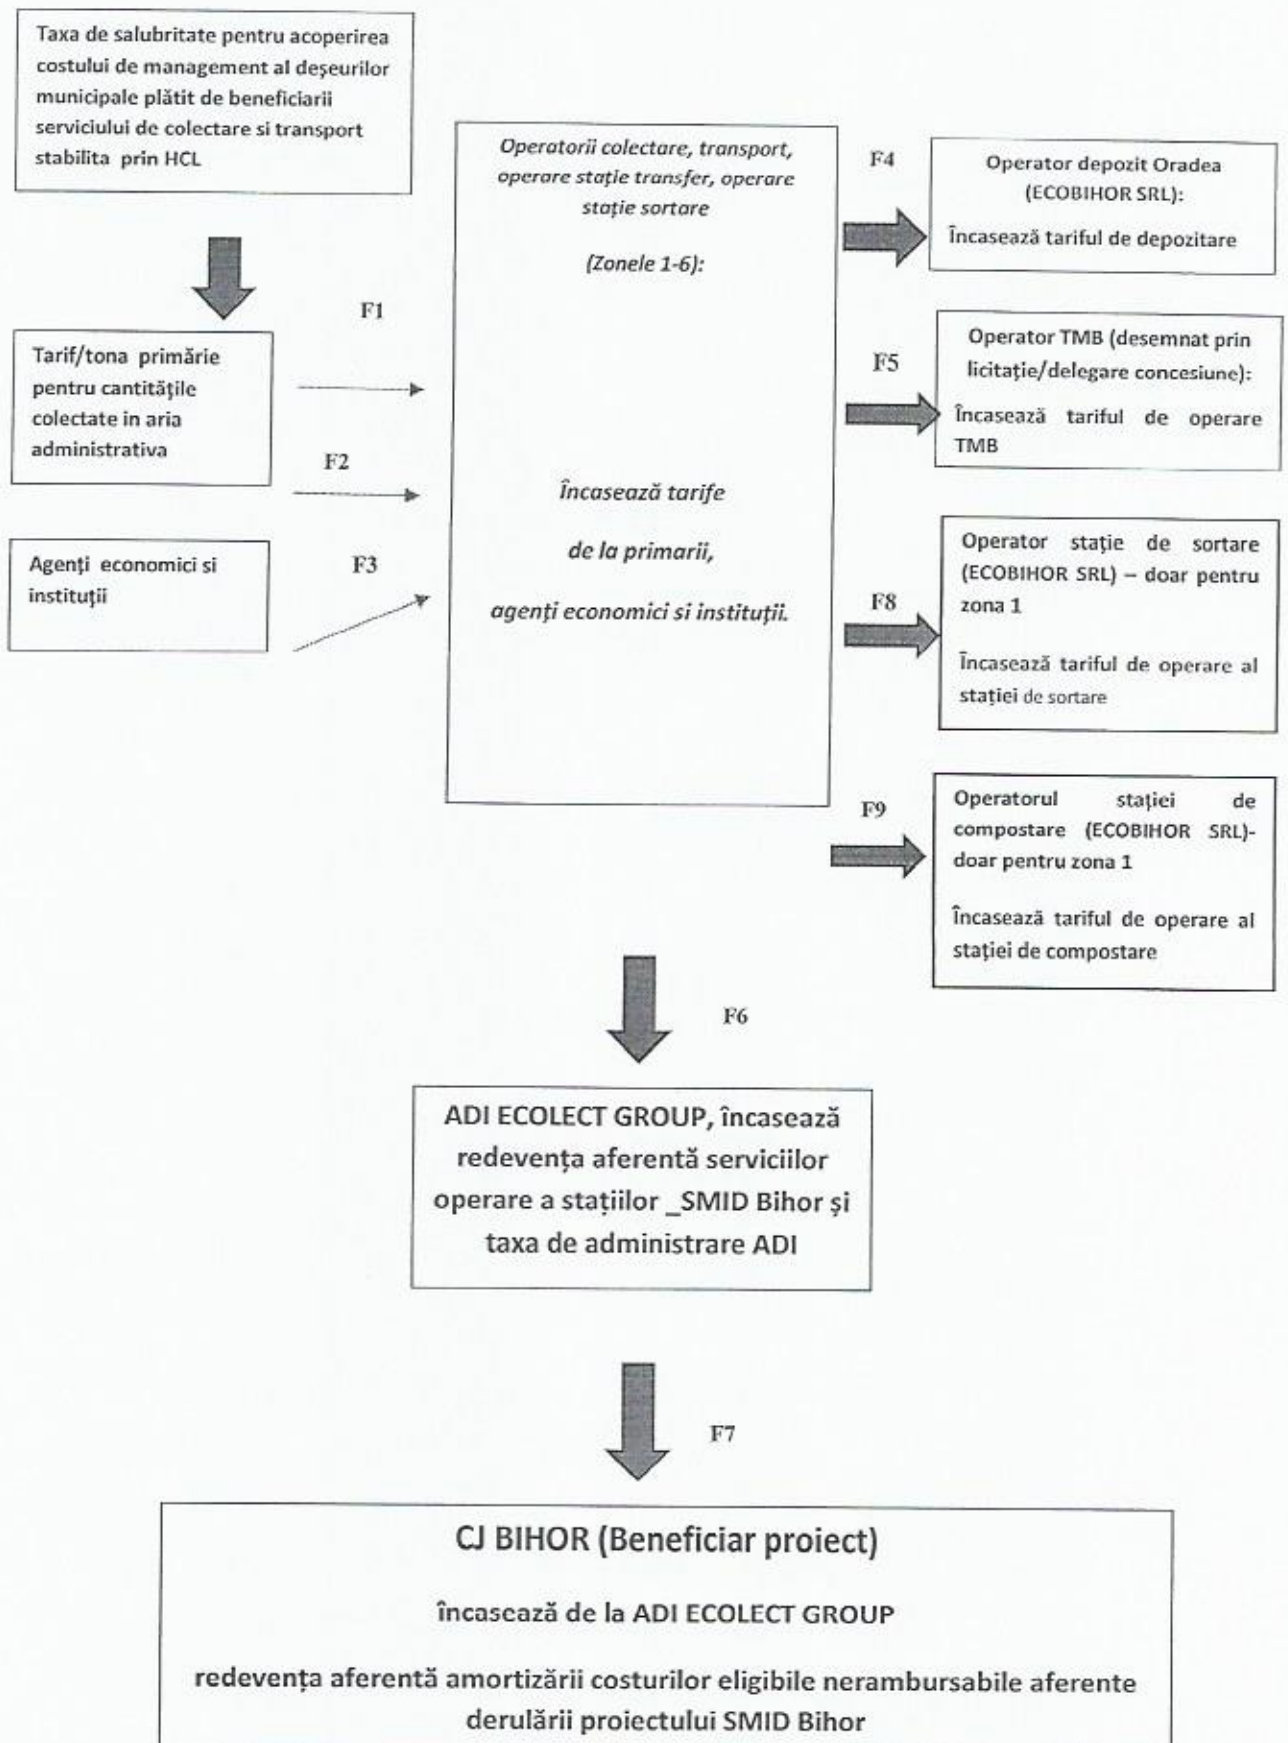 Taxa de salubritate pentru acoperirea
costului de management al deșeurilor
municipale plătit de beneficiarii
serviciului de colectare si transport
stabilita prin HCL
Tarif/tona primărie
pentru cantitățile
colectate in aria
administrativa
Agenți economici si
instituții
F1
F2
F3
Operatorii colectare, transport,
operare stație transfer, operare
stație sortare
(Zonele 1-6):
Încasează tarife
de la primarii,
agenți economici si instituții.
F4
Operator depozit Oradea
(ECOBIHOR SRL):
Încasează tariful de depozitare
F5
Operator TMB (desemnat prin
licitație/delegare concesiune):
Încasează tariful de operare
TMB
F8
Operator stație de sortare
(ECOBIHOR SRL) – doar pentru
zona 1
Încasează tariful de operare al
stației de sortare
F9
Operatorul stației de
compostare (ECOBIHOR SRL)-
doar pentru zona 1
Încasează tariful de operare al
stației de compostare
F6
ADI ECOLECT GROUP, încasează
redevența aferentă serviciilor
operare a stațiilor _SMID Bihor și
taxa de administrare ADI
F7
CJ BIHOR (Beneficiar proiect)
încasează de la ADI ECOLECT GROUP
redevența aferentă amortizării costurilor eligibile nerambursabile aferente
derulării proiectului SMID Bihor